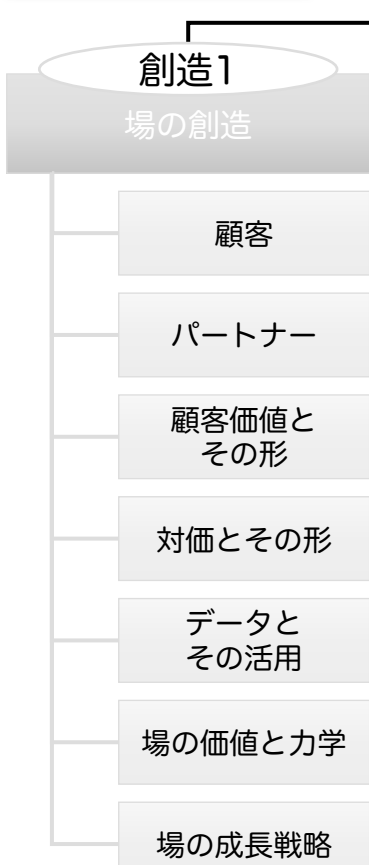 創造1
場の創造
顧客
パートナー
顧客価値と
その形
対価とその形
データと
その活用
場の価値と力学
場の成長戦略